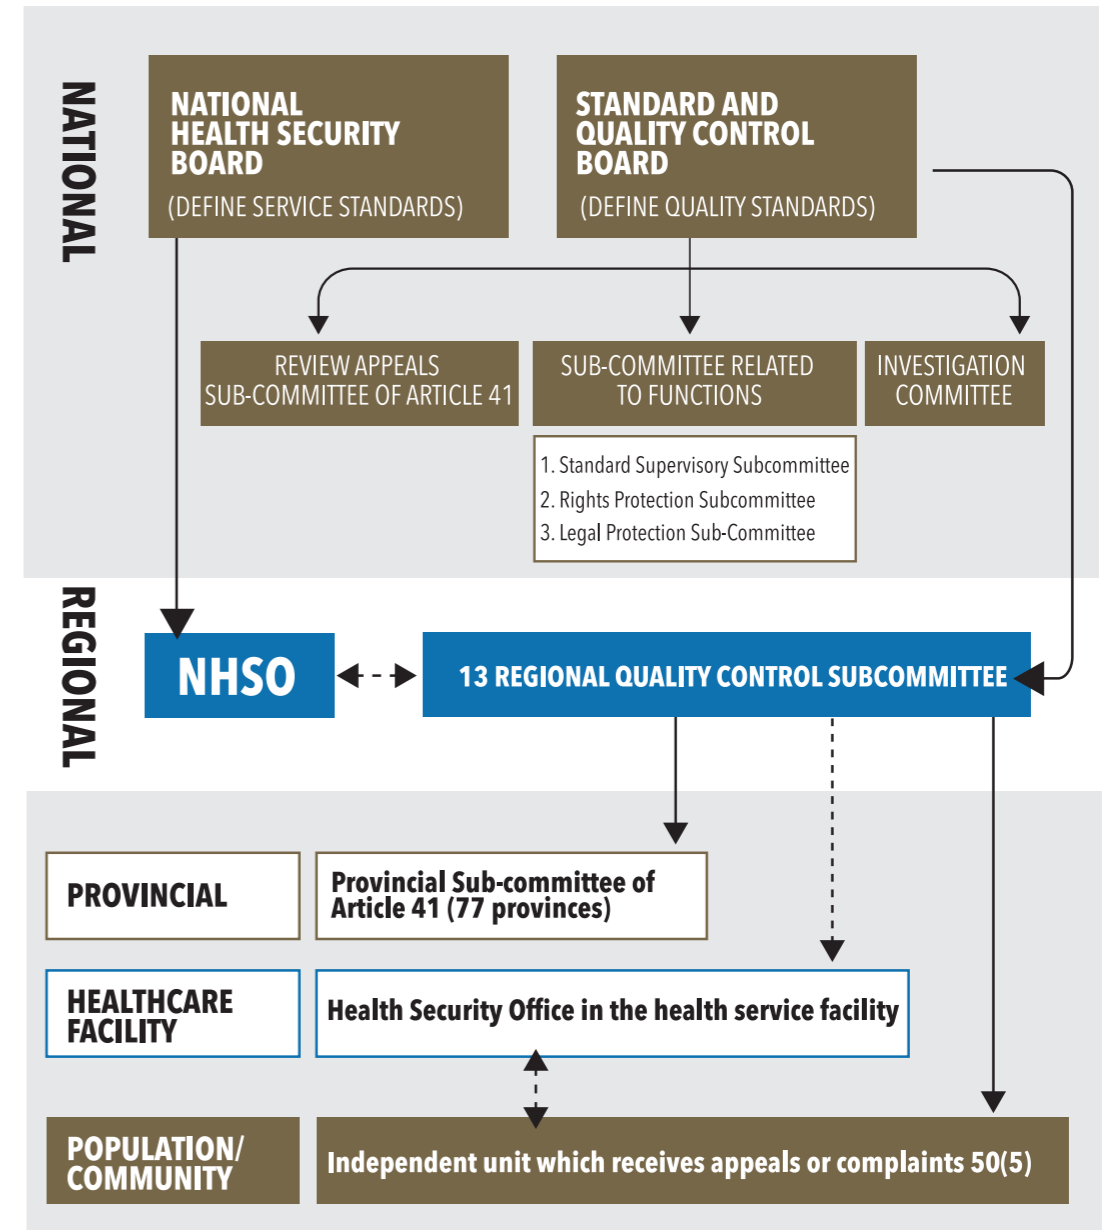 NATIONAL
NATIONAL
HEALTH SECURITY
BOARD
(DEFINE SERVICE STANDARDS)
STANDARD AND
QUALITY CONTROL
BOARD
(DEFINE QUALITY STANDARDS)
REVIEW APPEALS
SUB-COMMITTEE OF ARTICLE 41
SUB-COMMITTEE RELATED
TO FUNCTIONS
INVESTIGATION
COMMITTEE
1. Standard Supervisory Subcommittee
2. Rights Protection Subcommittee
3. Legal Protection Sub-Committee
REGIONAL
NHSO
13 REGIONAL QUALITY CONTROL SUBCOMMITTEE
PROVINCIAL
Provincial Sub-committee of
Article 41 (77 provinces)
HEALTHCARE
FACILITY
Health Security Office in the health service facility
POPULATION/
COMMUNITY
Independent unit which receives appeals or complaints 50(5)